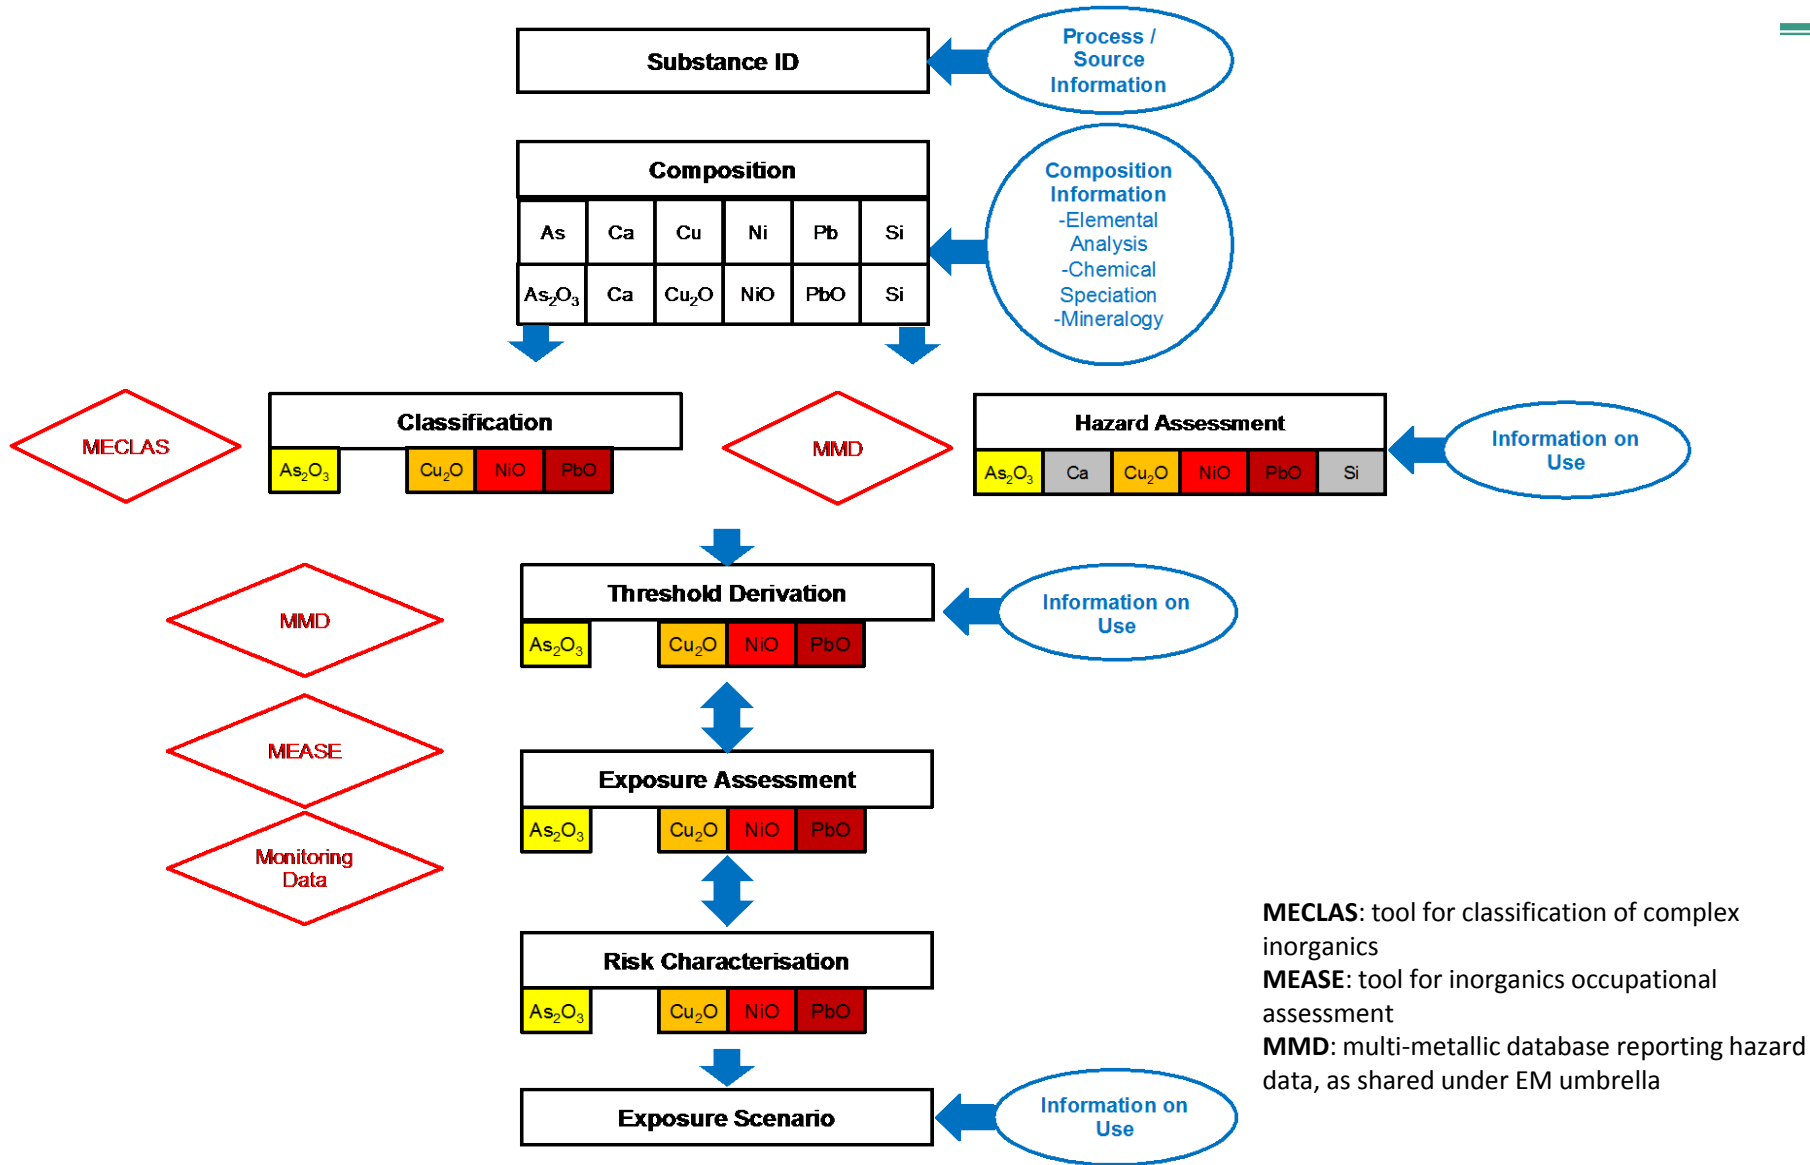 Substance ID
Process /
Source
Information
Composition
As Ca Cu Ni Pb Si
As₂O₃ Ca Cu₂O NiO PbO Si
Composition
Information
-Elemental
Analysis
-Chemical
Speciation
-Mineralogy
MECLAS
Classification
As₂O₃ Cu₂O NiO PbO
MMD
Hazard Assessment
As₂O₃ Ca Cu₂O NiO PbO Si
Information on
Use
MMD
Threshold Derivation
As₂O₃ Cu₂O NiO PbO
Information on
Use
MEASE
Exposure Assessment
As₂O₃ Cu₂O NiO PbO
Monitoring
Data
Risk Characterisation
As₂O₃ Cu₂O NiO PbO
Exposure Scenario
Information on
Use
MECLAS: tool for classification of complex
inorganics
MEASE: tool for inorganics occupational
assessment
MMD: multi-metallic database reporting hazard
data, as shared under EM umbrella